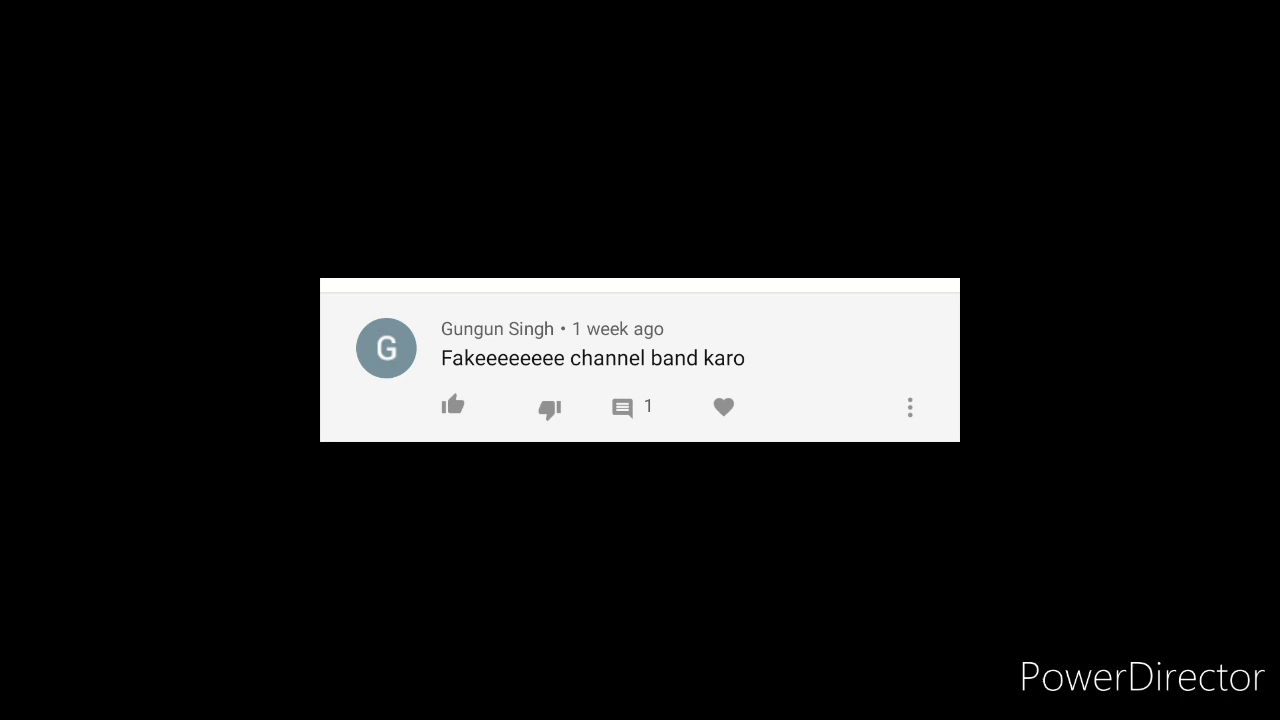 G
Gungun Singh • 1 week ago
Fakeeeeeeee channel band karo
1
PowerDirector